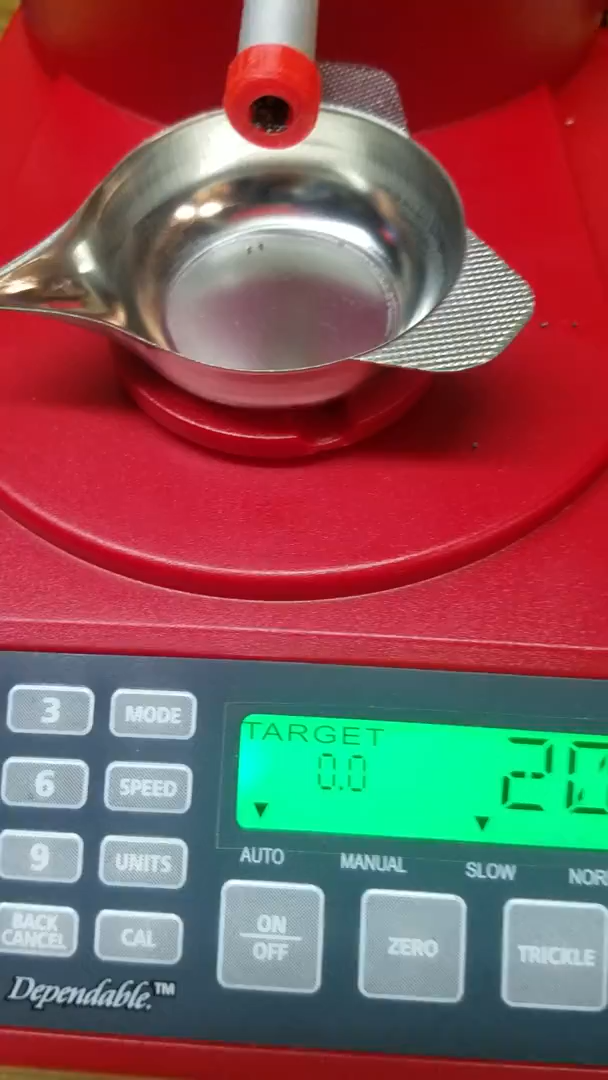 3 MODE
6 SPEED
9 UNITS
BACK
CANCEL
CAL
Dependable.™
TARGET
0.0
20
AUTO MANUAL SLOW
ON
OFF
ZERO
TRICKLE